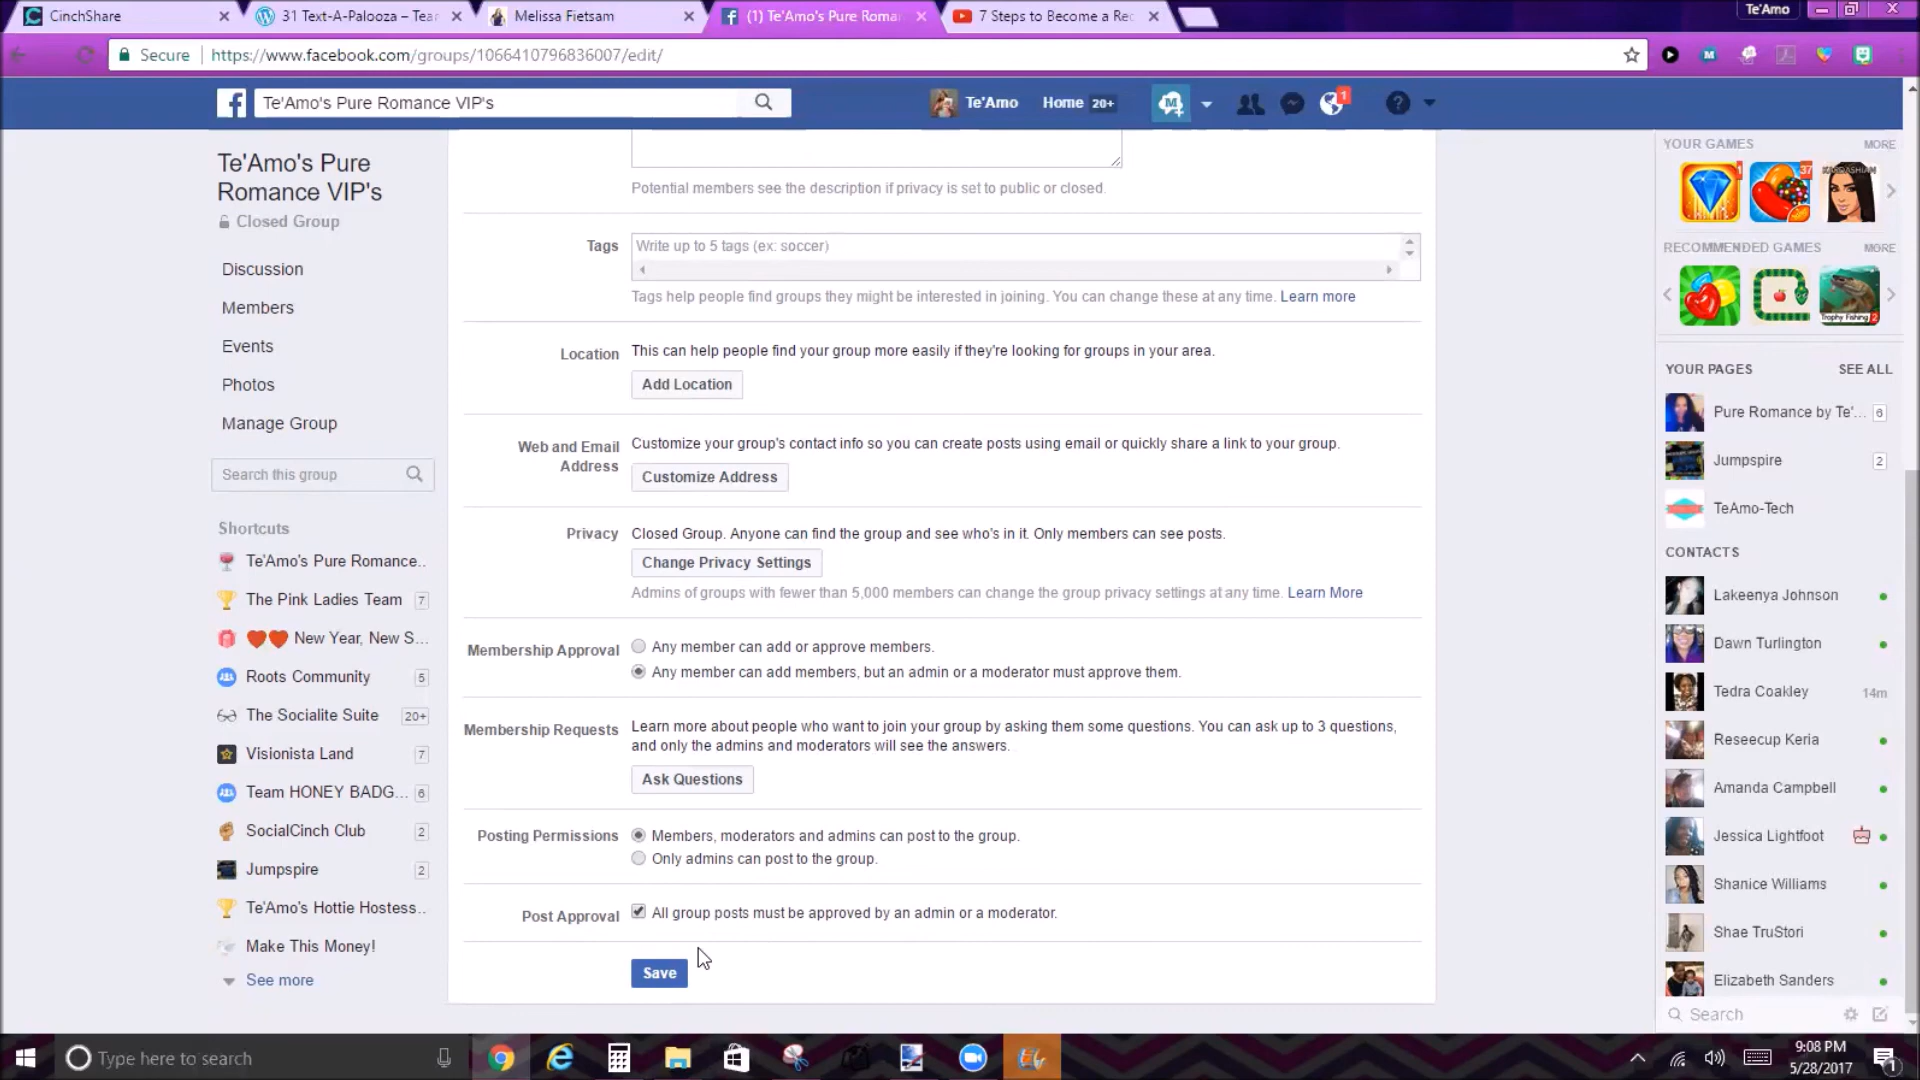 CinchShare
31 Text-A-Palooza – Tear
Melissa Fietsam
(1) Te'Amo's Pure Romar
7 Steps to Become a Rec
Te'Amo
Secure
https://www.facebook.com/groups/1066410796836007/edit/
Te'Amo's Pure Romance VIP's
Te'Amo
Home 20+
1
Te'Amo's Pure
Romance VIP's
Closed Group
Discussion
Members
Events
Photos
Manage Group
Search this group
Shortcuts
Te'Amo's Pure Romance..
The Pink Ladies Team 7
New Year, New S...
Roots Community 5
The Socialite Suite 20+
Visionista Land 7
Team HONEY BADG... 6
SocialCinch Club 2
Jumpspire 2
Te'Amo's Hottie Hostess..
Make This Money!
See more
Potential members see the description if privacy is set to public or closed.
Tags
Write up to 5 tags (ex: soccer)
Tags help people find groups they might be interested in joining. You can change these at any time. Learn more
Location
This can help people find your group more easily if they're looking for groups in your area.
Add Location
Web and Email
Address
Customize your group's contact info so you can create posts using email or quickly share a link to your group.
Customize Address
Privacy
Closed Group. Anyone can find the group and see who's in it. Only members can see posts.
Change Privacy Settings
Admins of groups with fewer than 5,000 members can change the group privacy settings at any time. Learn More
Membership Approval
Any member can add or approve members.
Any member can add members, but an admin or a moderator must approve them.
Membership Requests
Learn more about people who want to join your group by asking them some questions. You can ask up to 3 questions,
and only the admins and moderators will see the answers.
Ask Questions
Posting Permissions
Members, moderators and admins can post to the group.
Only admins can post to the group.
Post Approval
All group posts must be approved by an admin or a moderator.
Save
YOUR GAMES
MORE
1
37
KARDASHIAN
RECOMMENDED GAMES
MORE
Trophy Fishing 2
YOUR PAGES
SEE ALL
Pure Romance by Te'... 6
Jumpspire 2
TeAmo-Tech
CONTACTS
Lakeenya Johnson
Dawn Turlington
Tedra Coakley 14m
Reseecup Keria
Amanda Campbell
Jessica Lightfoot
Shanice Williams
Shae TruStori
Elizabeth Sanders
Search
Type here to search
9:08 PM
5/28/2017
1